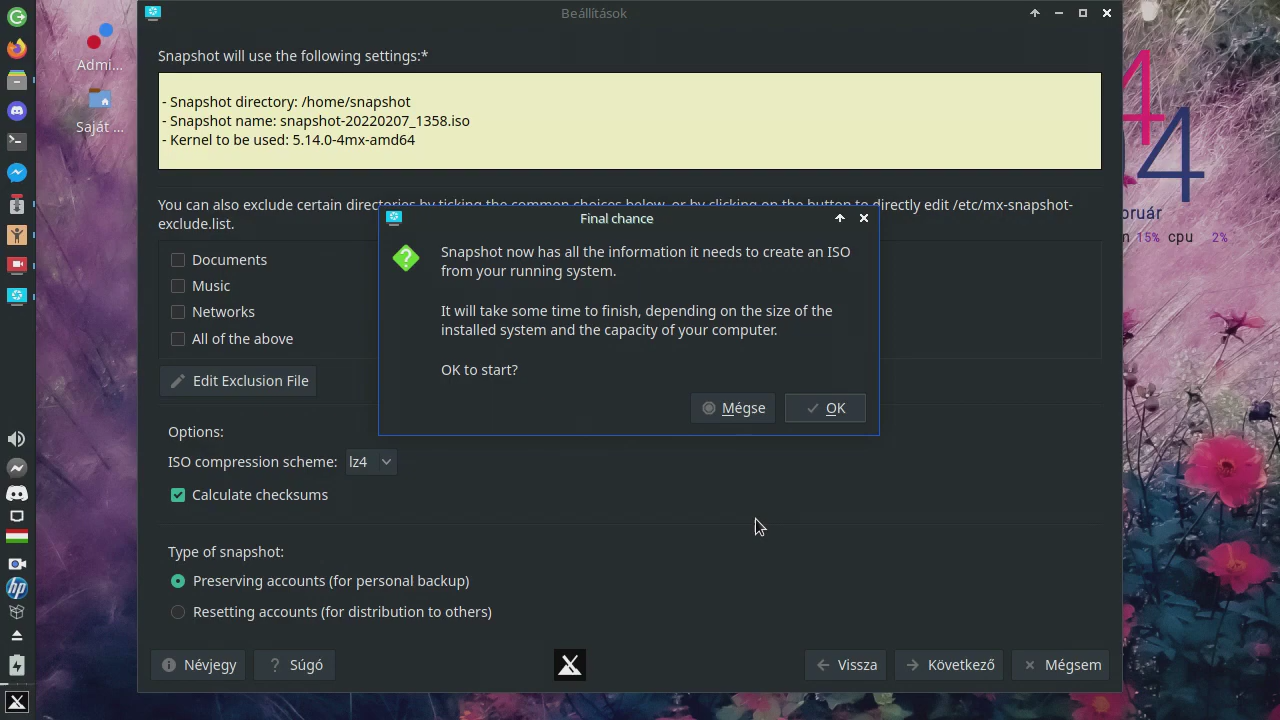 Beállítások
Admi...
Saját ...
Snapshot will use the following settings:*
- Snapshot directory: /home/snapshot
- Snapshot name: snapshot-20220207_1358.iso
- Kernel to be used: 5.14.0-4mx-amd64
You can also exclude certain directories by ticking the common choices below, or by clicking on the button to directly edit /etc/mx-snapshot-
exclude.list.
Documents
Music
Networks
All of the above
Edit Exclusion File
Final chance
Snapshot now has all the information it needs to create an ISO
from your running system.
It will take some time to finish, depending on the size of the
installed system and the capacity of your computer.
OK to start?
Mégse
OK
Options:
ISO compression scheme: lz4
Calculate checksums
Type of snapshot:
Preserving accounts (for personal backup)
Resetting accounts (for distribution to others)
Névjegy
? Súgó
Vissza
Következő
Mégsem
4
4
bruár
m 15% cpu 2%
hp